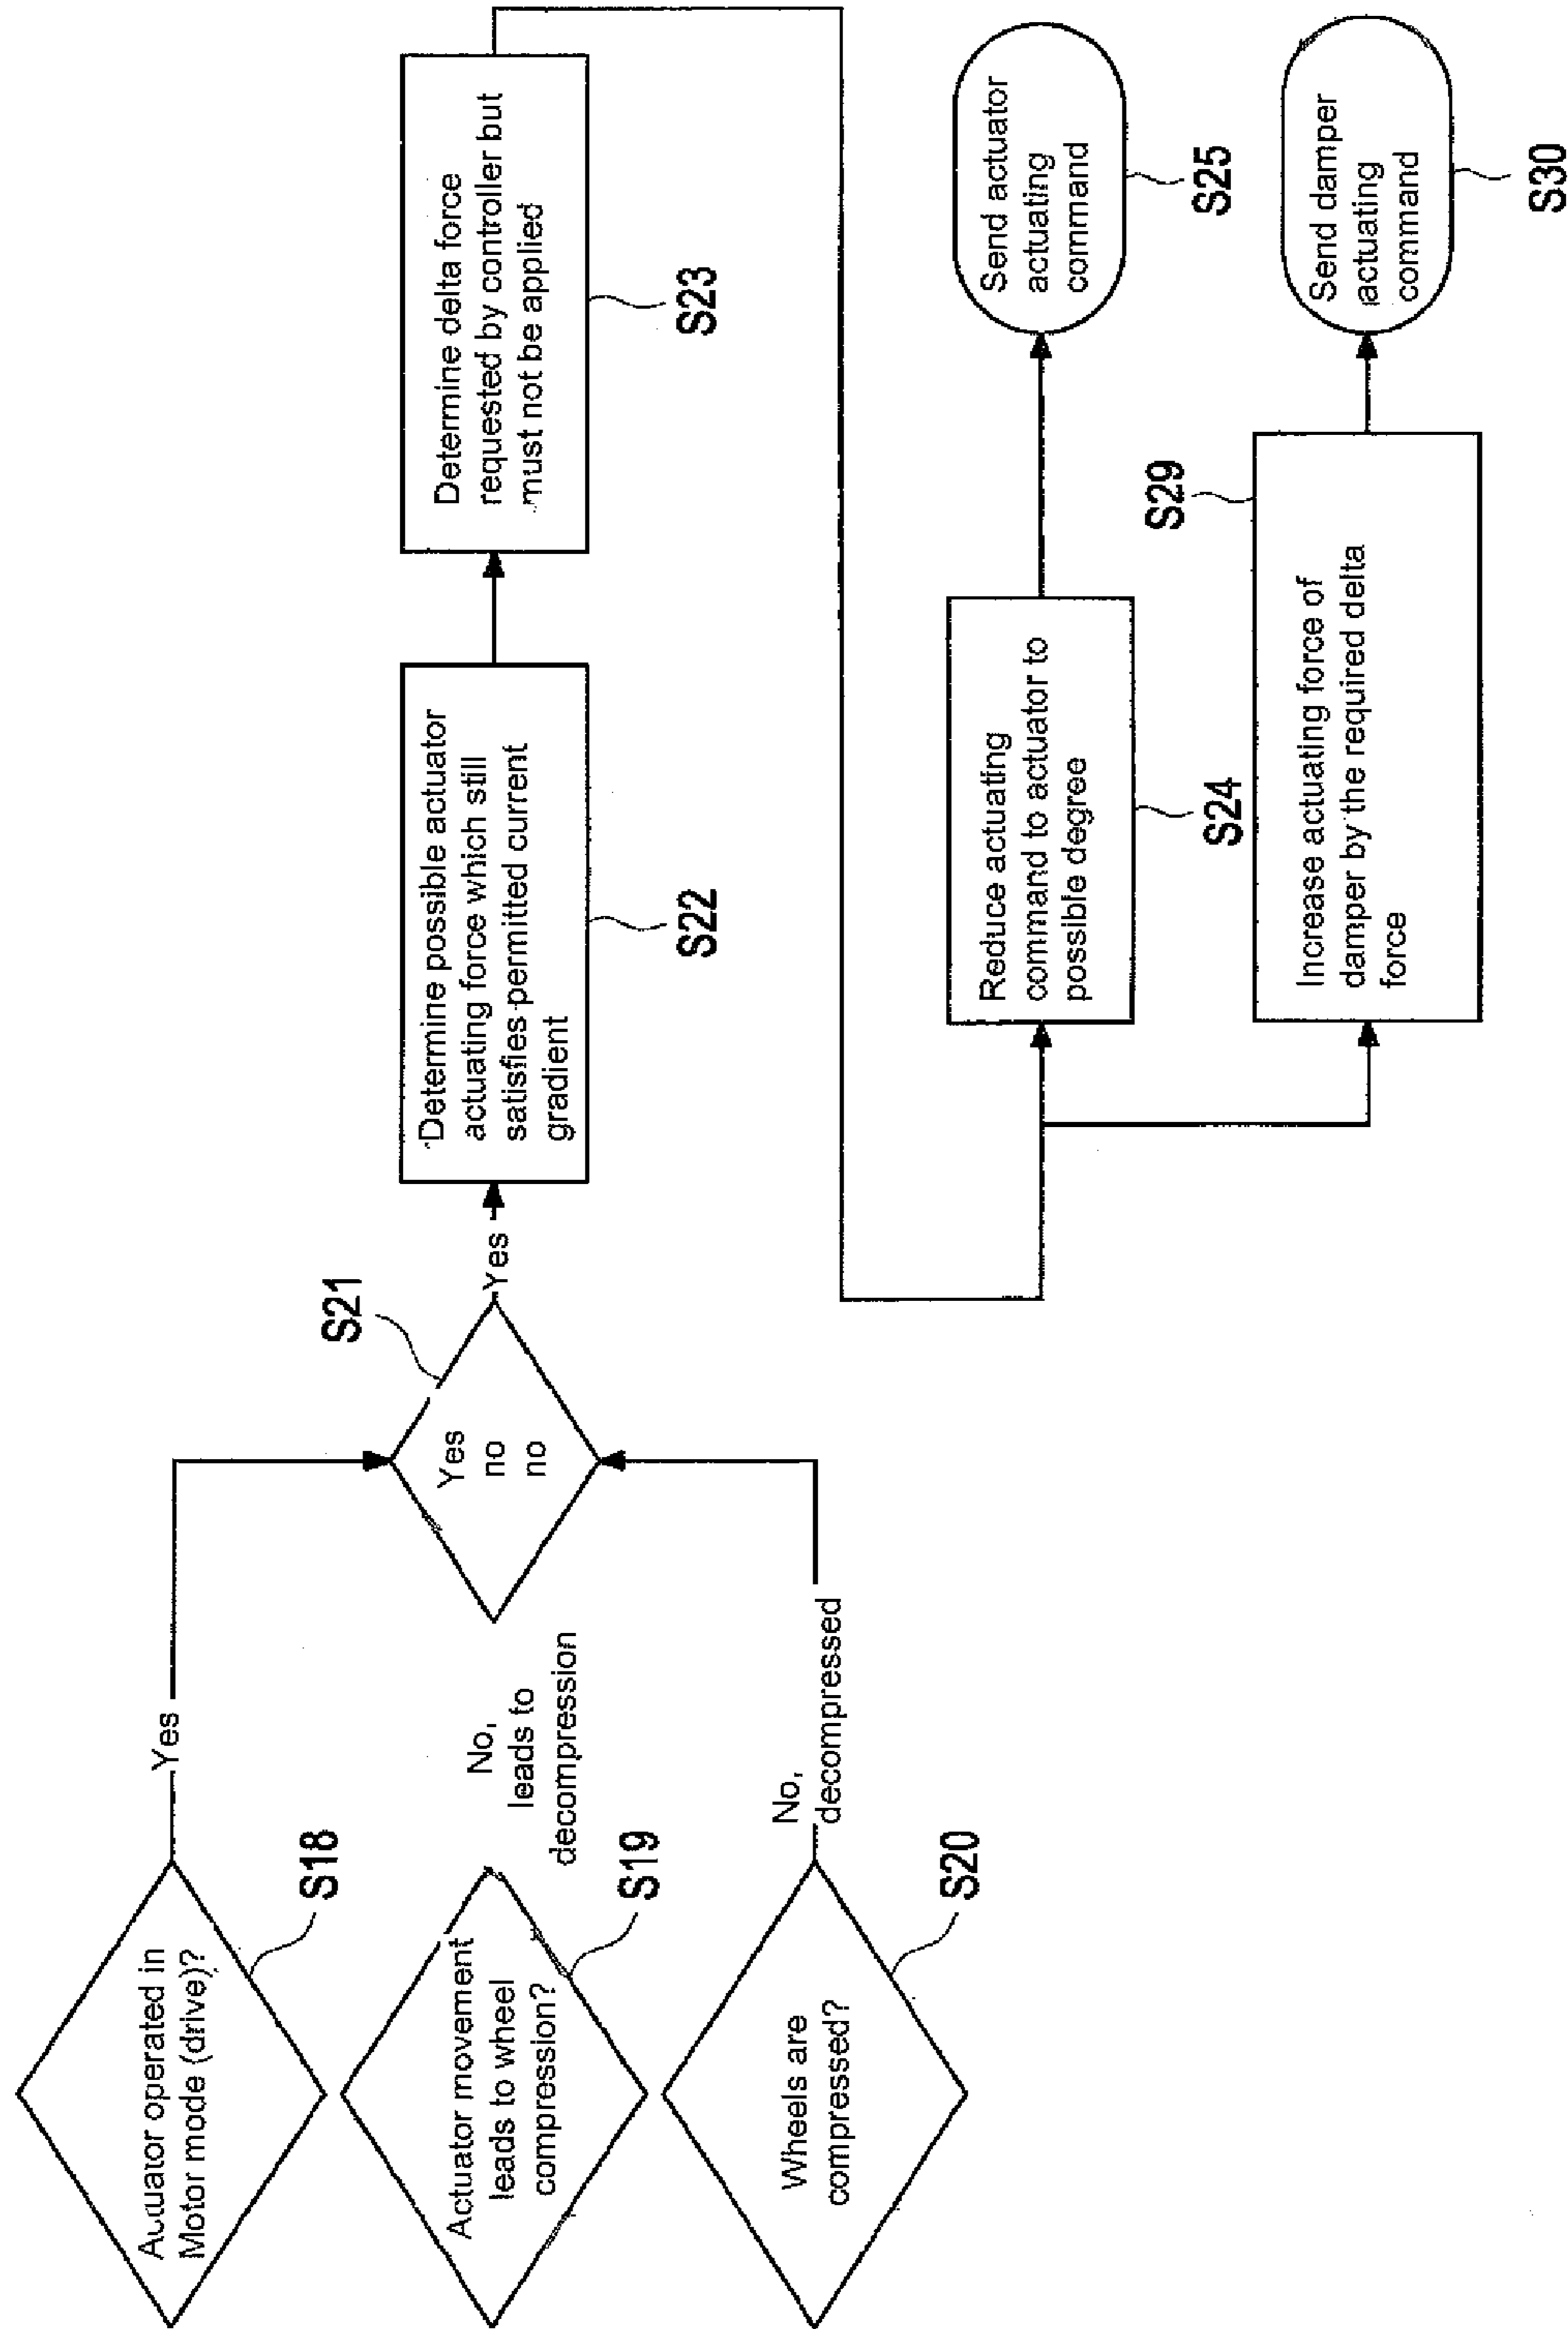 Actuator operated in
Motor mode (drive)?
S18
Yes
Actuator movement
leads to wheel
compression?
S19
No,
leads to
decompression
Wheels are
compressed?
S20
No,
decompressed
S21
Yes
no
no
Yes
Determine possible actuator
actuating force which still
satisfies permitted current
gradient
S22
Determine delta force
requested by controller but
must not be applied
S23
Reduce actuating
command to actuator to
possible degree
S24
Send actuator
actuating
command
S25
Increase actuating force of
damper by the required delta
force
S29
Send damper
actuating
command
S30